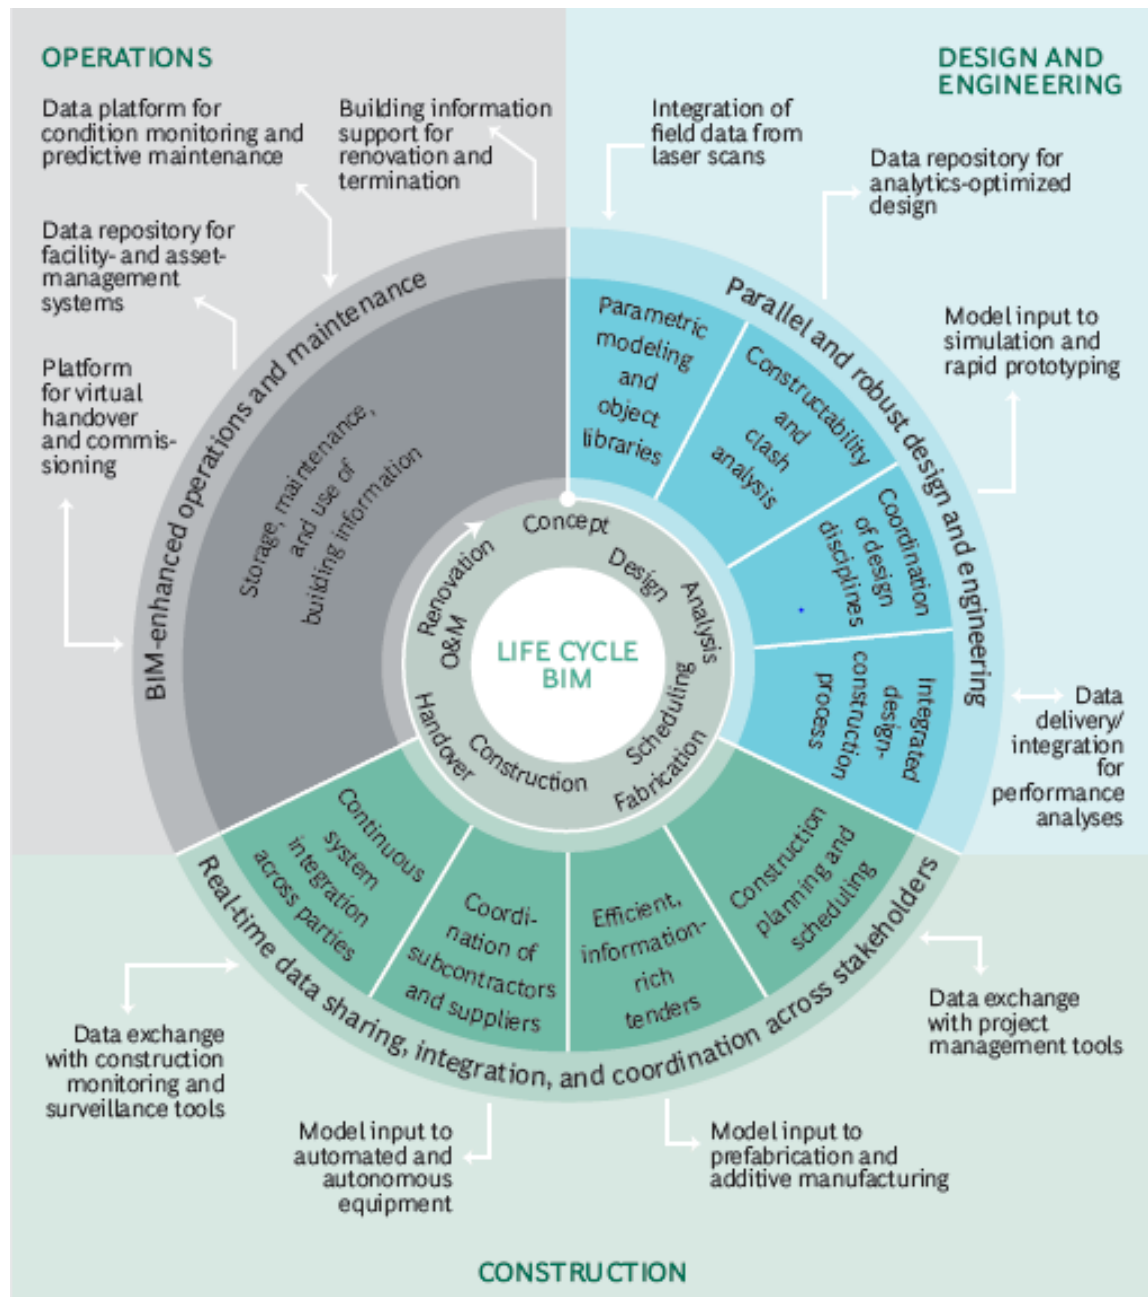 OPERATIONS
Data platform for
condition monitoring and
predictive maintenance
Building information
support for
renovation and
termination
Data repository for
facility- and asset-
management
systems
Platform
for virtual
handover
and commis-
sioning
DESIGN AND
ENGINEERING
Integration of
field data from
laser scans
Data repository for
analytics-optimized
design
Model input to
simulation and
rapid prototyping
Data
delivery/
integration
for
performance
analyses
BIM-enhanced operations and maintenance
Storage, maintenance,
and use of
building information
Parallel and robust design and engineering
Parametric
modeling
and
object
libraries
Constructability
and
clash
analysis
Coordination
of design
disciplines
Integrated
design-
construction
process
Concept
Design
Analysis
Scheduling
Fabrication
Construction
Handover
O&M
Renovation
LIFE CYCLE
BIM
Continuous
system
integration
across parties
Coordi-
nation of
subcontractors
and suppliers
Efficient,
information-
rich
tenders
Construction
planning and
scheduling
Real-time data sharing, integration, and coordination across stakeholders
Data exchange
with construction
monitoring and
surveillance tools
Model input to
automated and
autonomous
equipment
Model input to
prefabrication and
additive manufacturing
Data exchange
with project
management tools
CONSTRUCTION